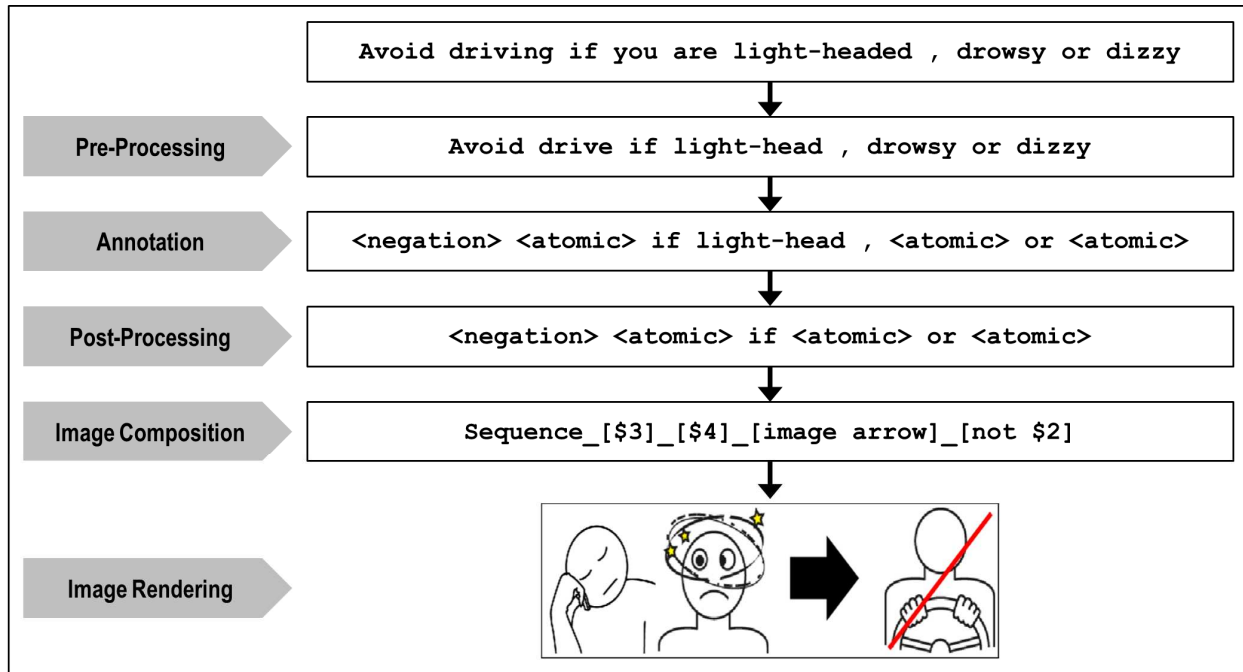 Avoid driving if you are light-headed , drowsy or dizzy
Pre-Processing
Avoid drive if light-head , drowsy or dizzy
Annotation
<negation> <atomic> if light-head , <atomic> or <atomic>
Post-Processing
<negation> <atomic> if <atomic> or <atomic>
Image Composition
Sequence_[$3]_[$4]_[image arrow]_[not $2]
Image Rendering